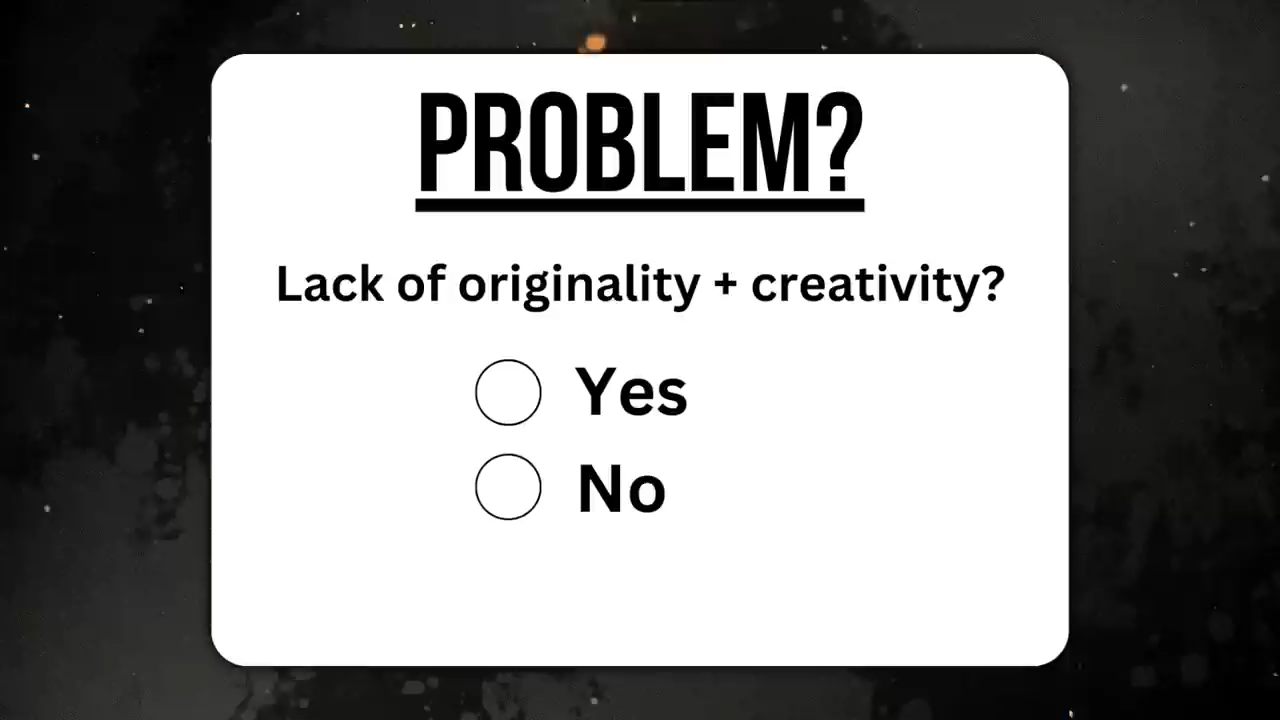 PROBLEM?
Lack of originality + creativity?
Yes
No